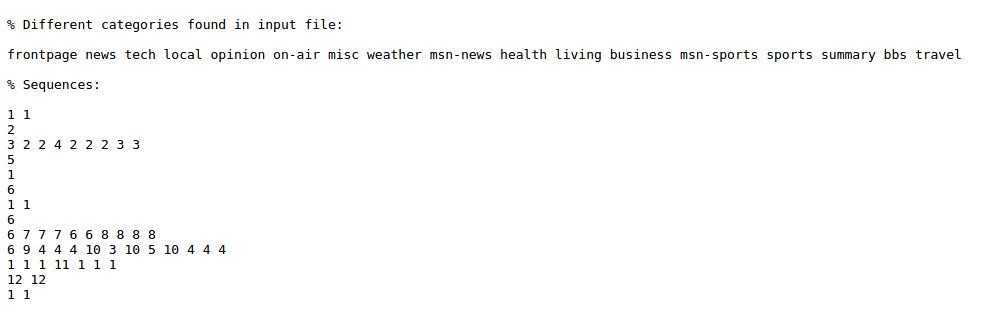 % Different categories found in input file:
frontpage news tech local opinion on-air misc weather msn-news health living business msn-sports sports summary bbs travel
% Sequences:
1 1
2
3 2 2 4 2 2 2 3 3
5
1
6
1 1
6
6 7 7 7 6 6 8 8 8 8
6 9 4 4 4 10 3 10 5 10 4 4 4
1 1 1 11 1 1 1
12 12
1 1